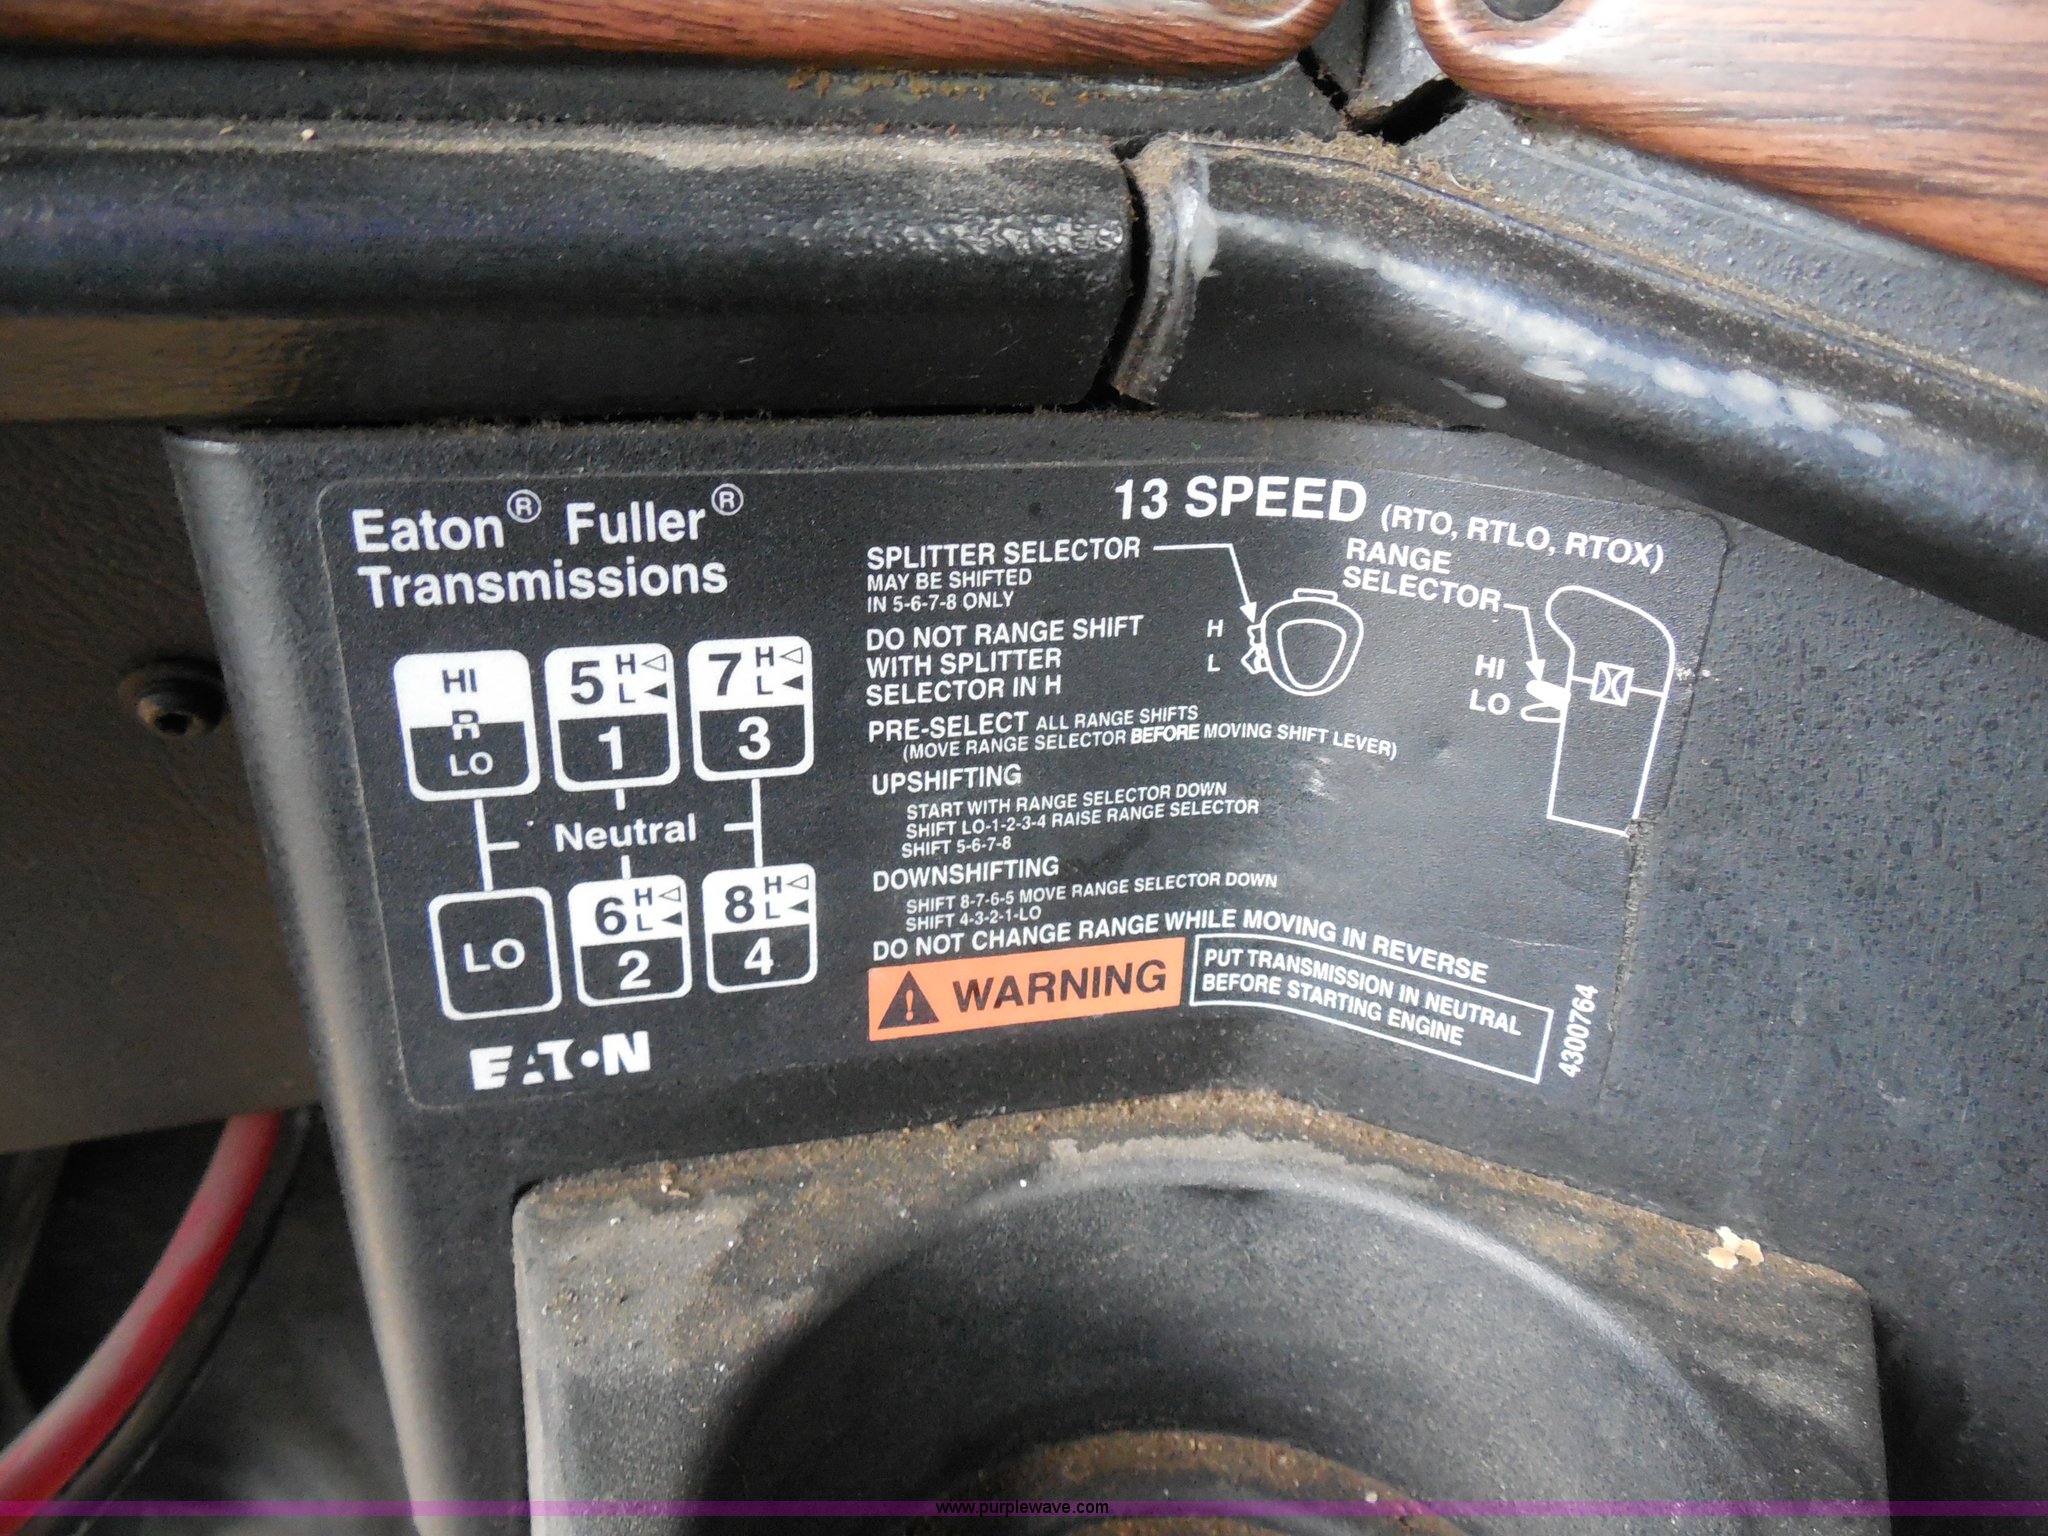 Eaton® Fuller®
Transmissions
13 SPEED (RTO, RTLO, RTOX)
HI
R
LO
5 H
L
1
7 H
L
3
Neutral
LO
6 H
L
2
8 H
L
4
EATON
SPLITTER SELECTOR
MAY BE SHIFTED
IN 5-6-7-8 ONLY
H
L
RANGE
SELECTOR
HI
LO
DO NOT RANGE SHIFT
WITH SPLITTER
SELECTOR IN H
PRE-SELECT ALL RANGE SHIFTS
(MOVE RANGE SELECTOR BEFORE MOVING SHIFT LEVER)
UPSHIFTING
START WITH RANGE SELECTOR DOWN
SHIFT LO-1-2-3-4 RAISE RANGE SELECTOR
SHIFT 5-6-7-8
DOWNSHIFTING
SHIFT 8-7-6-5 MOVE RANGE SELECTOR DOWN
SHIFT 4-3-2-1-LO
DO NOT CHANGE RANGE WHILE MOVING IN REVERSE
WARNING
PUT TRANSMISSION IN NEUTRAL
BEFORE STARTING ENGINE
4300764
www.purplewave.com